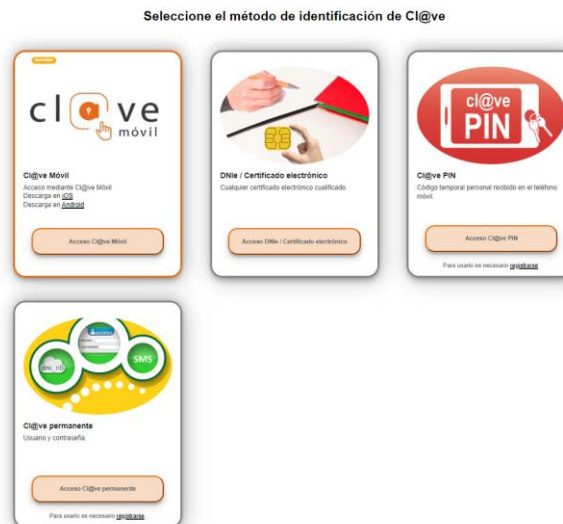 Seleccione el método de identificación de Cl@ve
cl@ve
móvil
Cl@ve Móvil
Acceso mediante Cl@ve Móvil
Descarga en iOS
Descarga en Android
Acceso Cl@ve Móvil
DNIe / Certificado electrónico
Cualquier certificado electrónico cualificado.
Acceso DNIe / Certificado electrónico
cl@ve
PIN
Cl@ve PIN
Código temporal personal recibido en el teléfono
móvil.
Acceso Cl@ve PIN
Para usarlo es necesario registrarse
SMS
Cl@ve permanente
Usuario y contraseña
Acceso Cl@ve permanente
Para usarlo es necesario registrarse